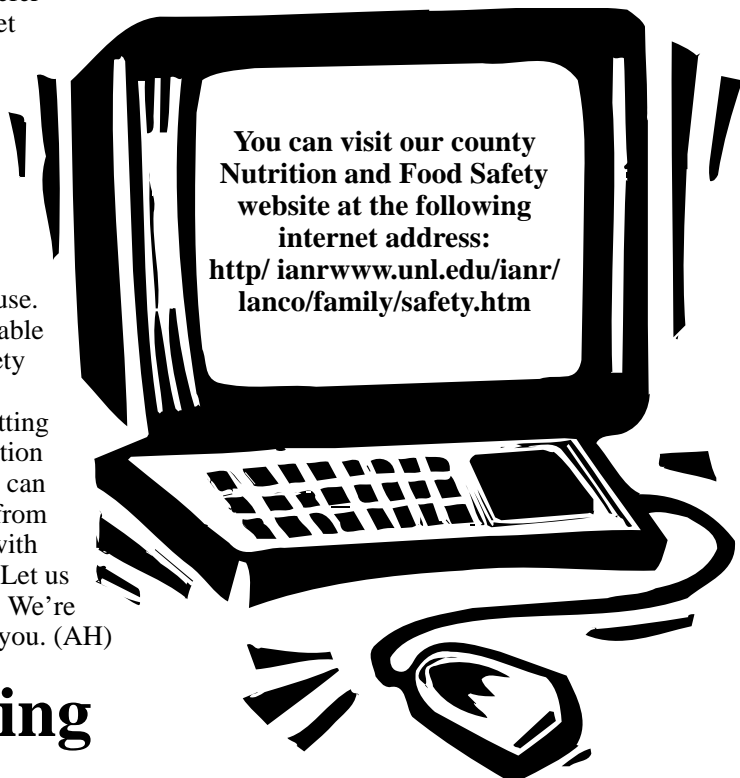 et
use.
able
ety
tting
tion
can
from
with
Let us
We're
you. (AH)
ing
You can visit our county
Nutrition and Food Safety
website at the following
internet address:
http/ ianrwww.unl.edu/ianr/
lanco/family/safety.htm